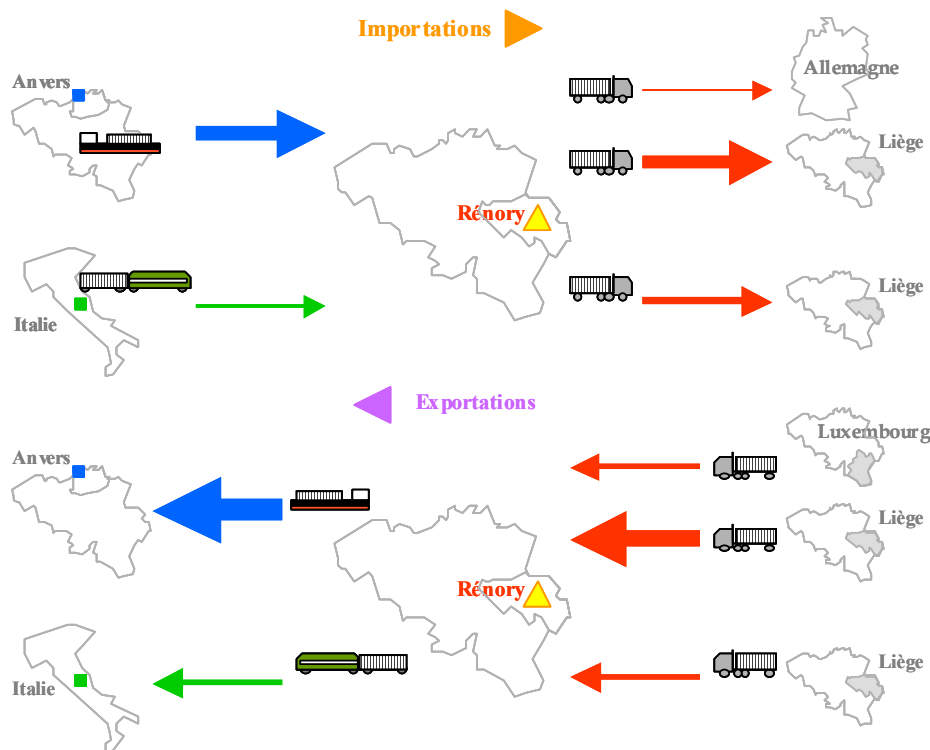 Importations
Anvers
Allemagne
Liège
Rénory
Liège
Italie
Exportations
Luxembourg
Anvers
Liège
Rénory
Liège
Italie